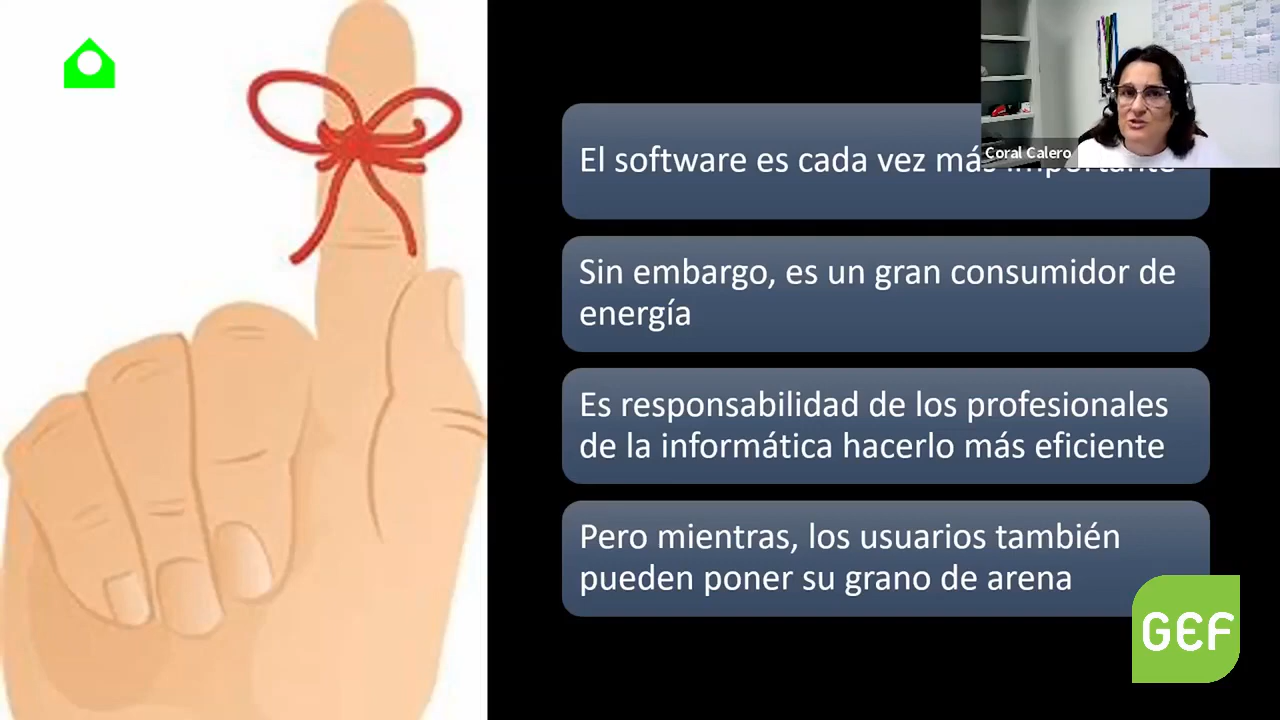 El software es cada vez más importante
Coral Calero
Sin embargo, es un gran consumidor de
energía
Es responsabilidad de los profesionales
de la informática hacerlo más eficiente
Pero mientras, los usuarios también
pueden poner su grano de arena
GEF